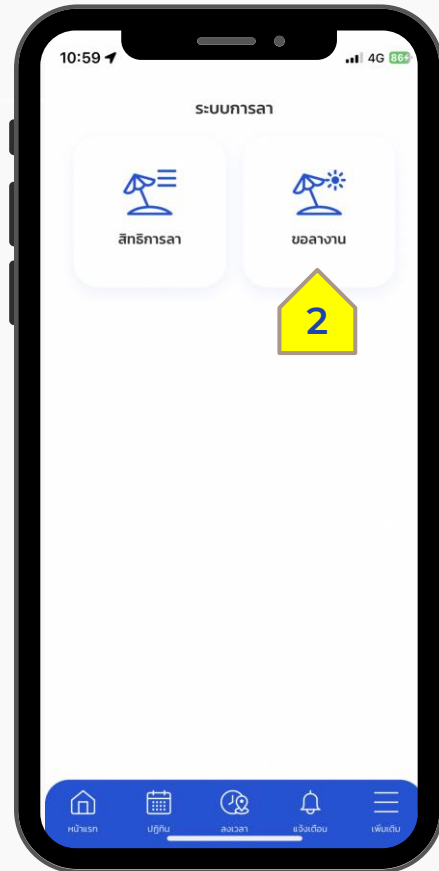 10:59 4G 86+
ระบบการลา
สิทธิการลา ขอลางาน
2
หน้าแรก ปฏิทิน ลงเวลา แจ้งเตือน เพิ่มเติม